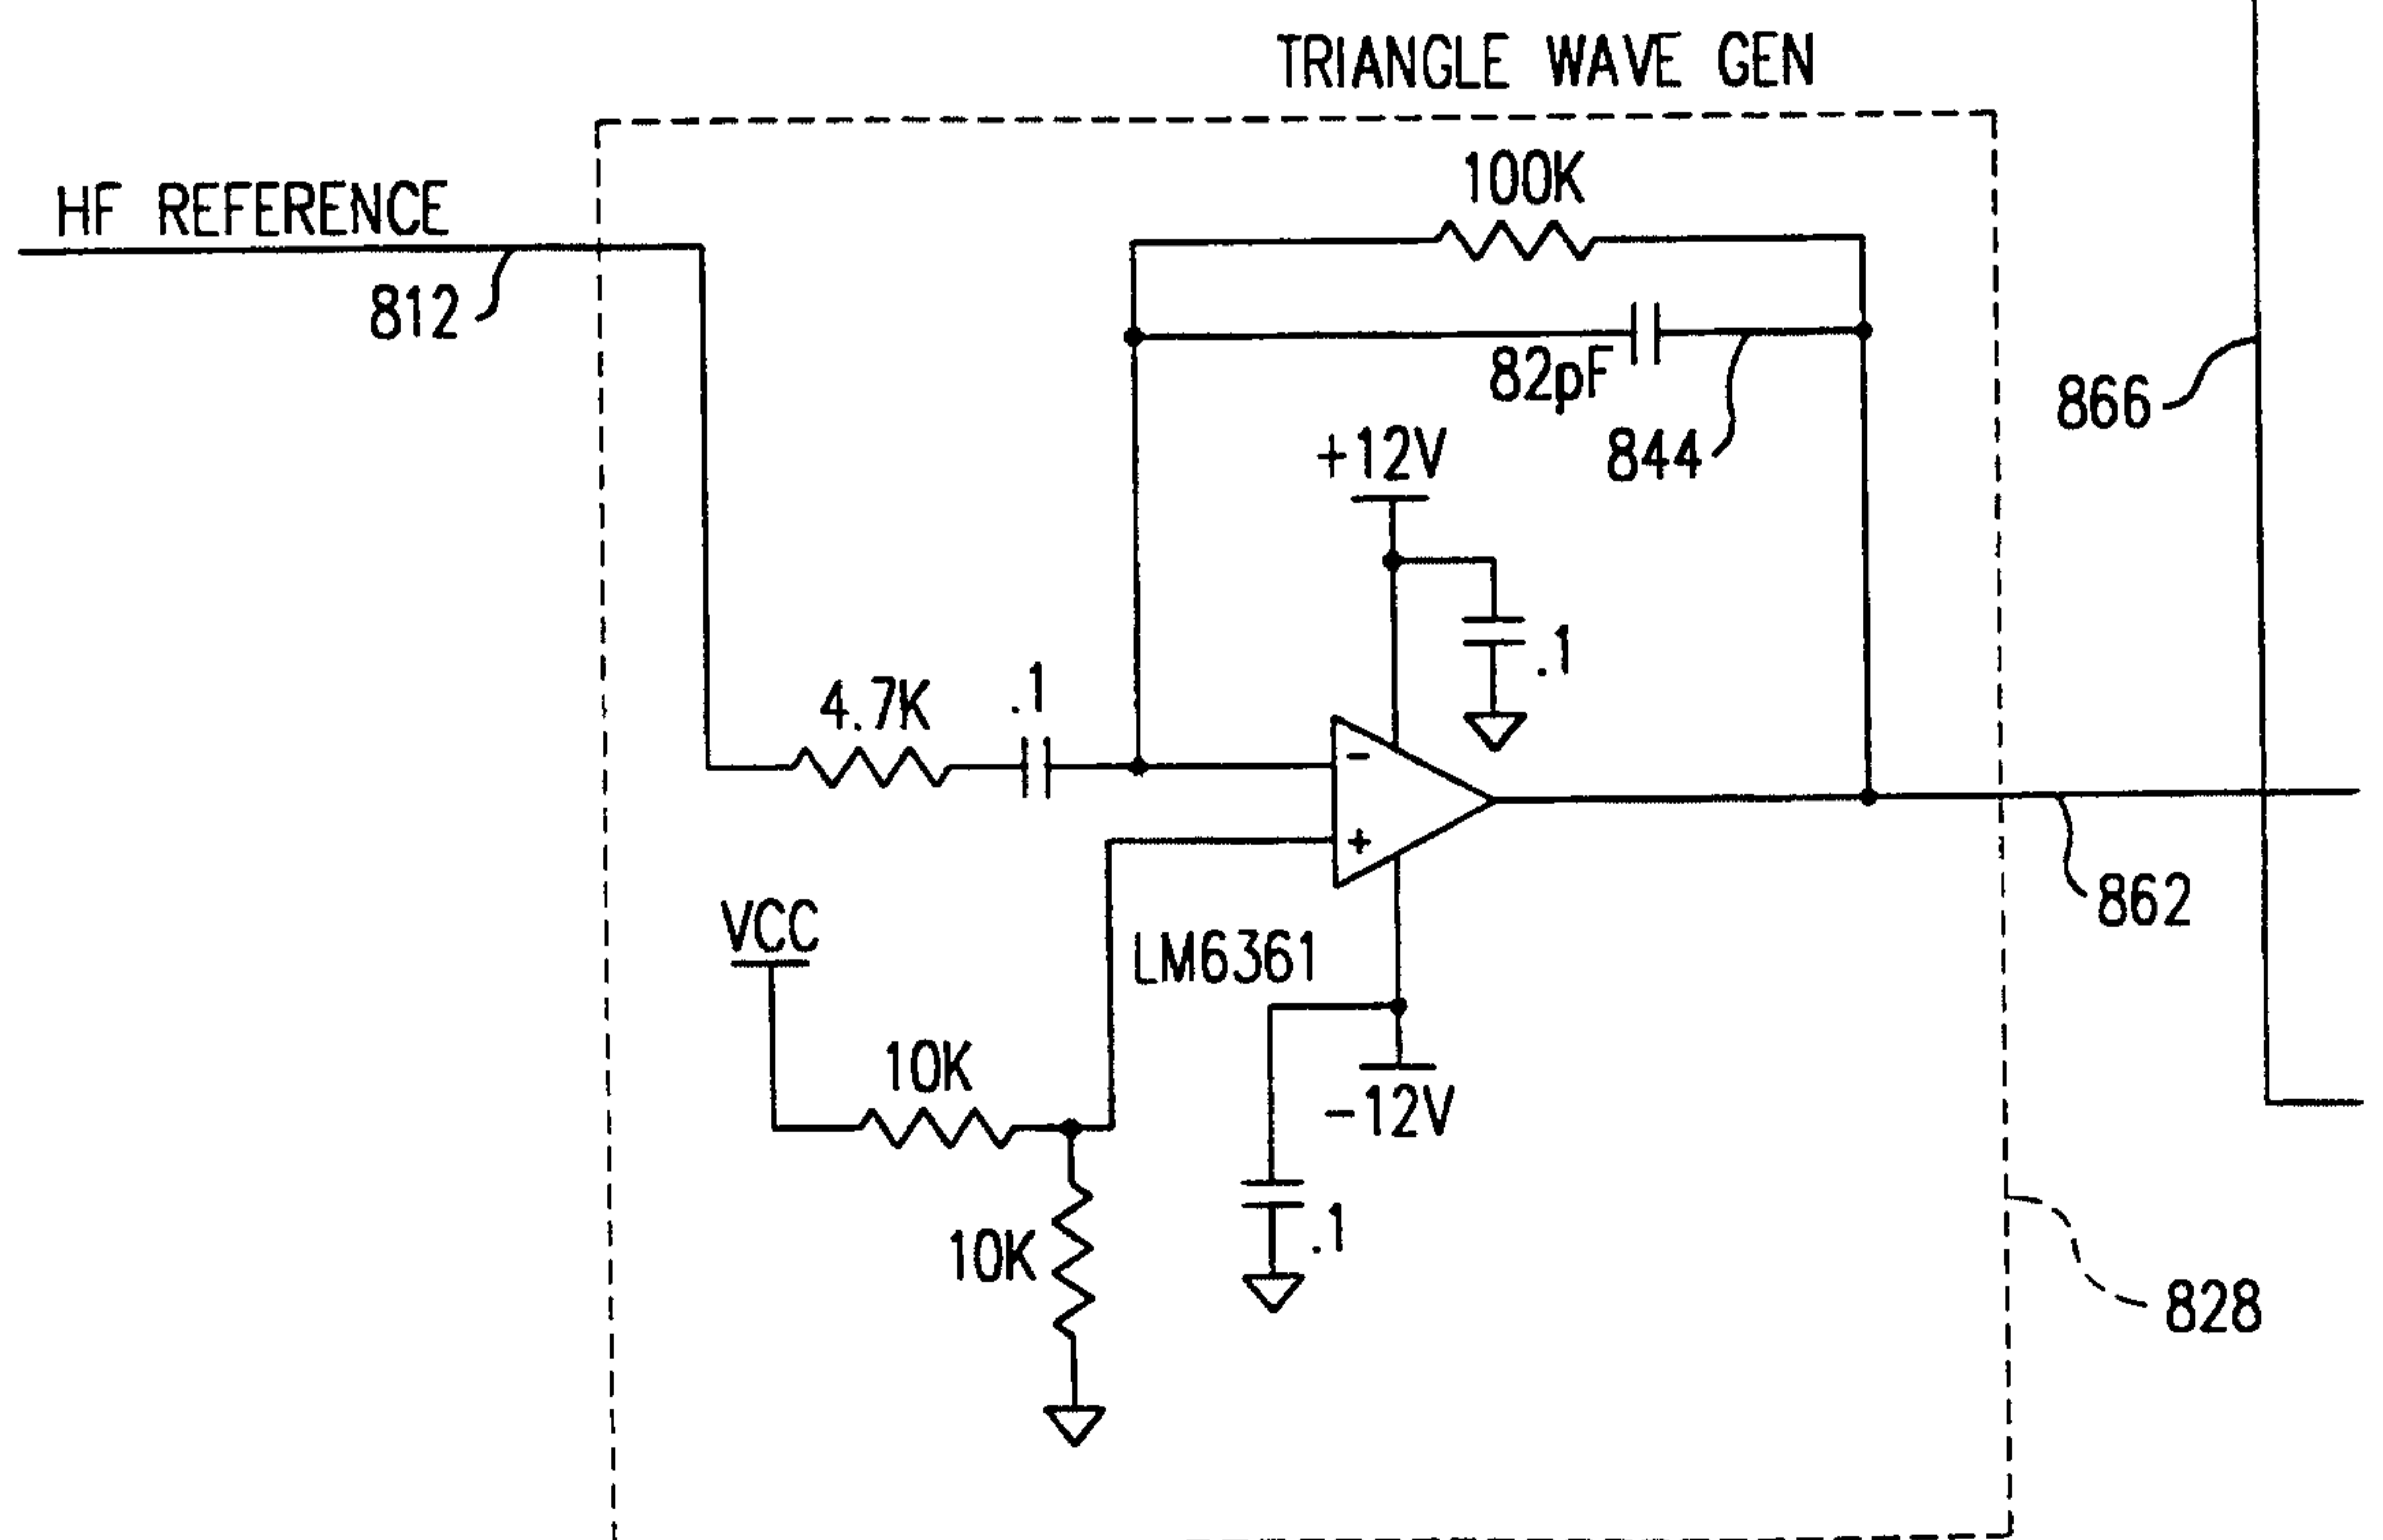 TRIANGLE WAVE GEN
HF REFERENCE
812
100K
82pF
844
866
+12V
.1
4.7K
.1
-
+
LM6361
862
VCC
10K
-12V
10K
.1
828